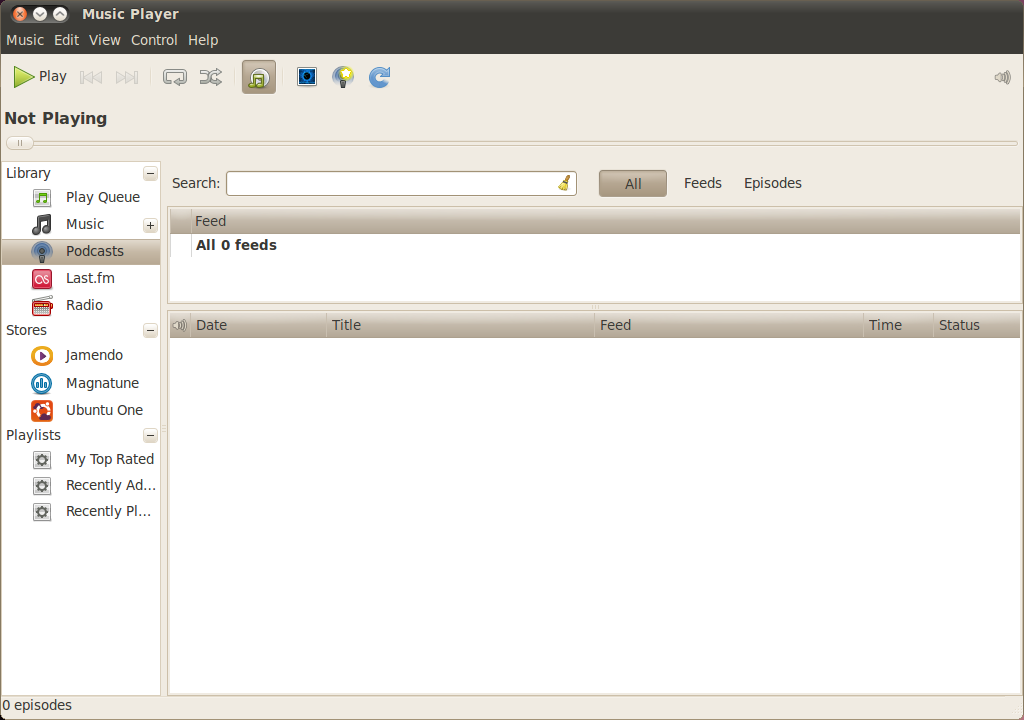 Music Player
Music Edit View Control Help
Play
Not Playing
Library
Play Queue
Music
Podcasts
Last.fm
Radio
Stores
Jamendo
Magnatune
Ubuntu One
Playlists
My Top Rated
Recently Ad...
Recently Pl...
Search: All Feeds Episodes
Feed
All 0 feeds
Date Title Feed Time Status
0 episodes